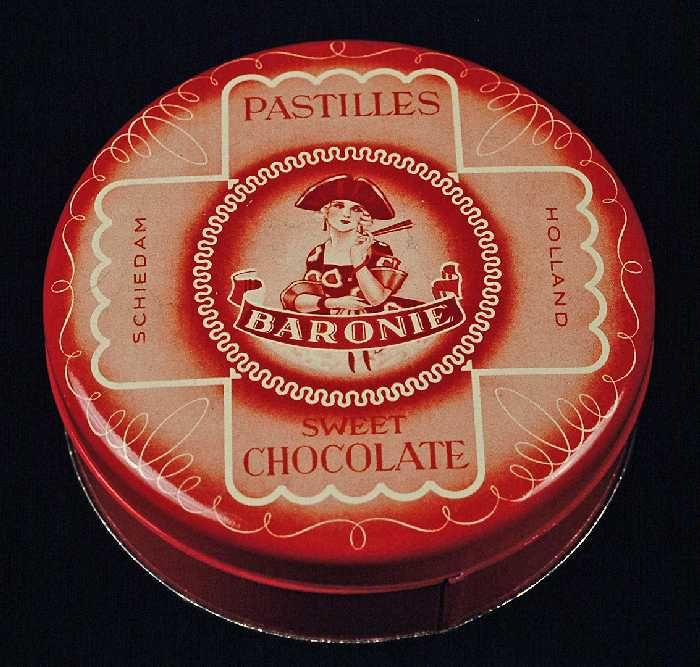 PASTILLES
SCHIEDAM
HOLLAND
BARONIE
SWEET
CHOCOLATE